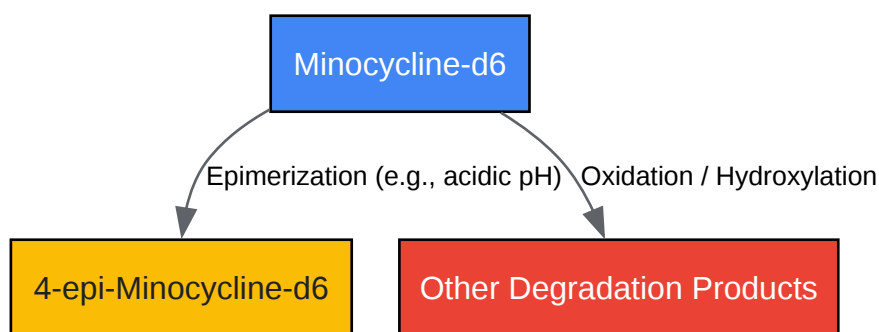 Minocycline-d6
Epimerization (e.g., acidic pH)
Oxidation / Hydroxylation
4-epi-Minocycline-d6
Other Degradation Products